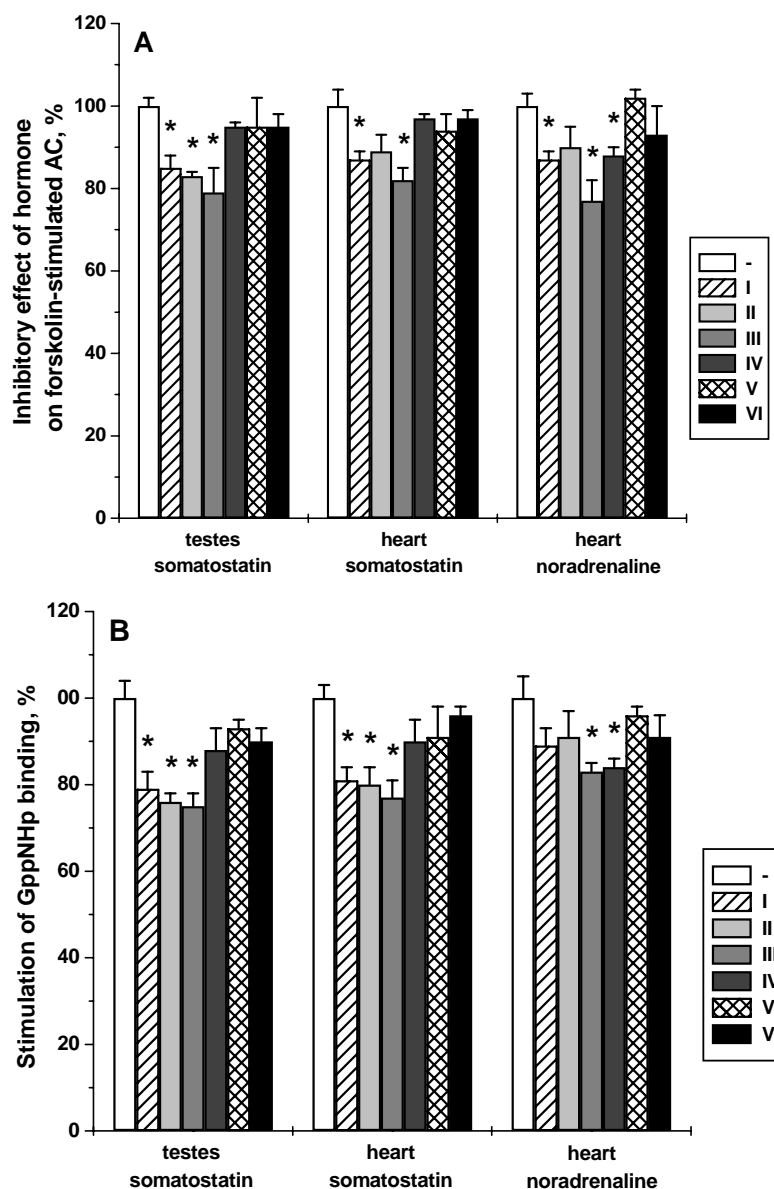 A
Inhibitory effect of hormone
on forskolin-stimulated AC, %
120
100
80
60
40
20
0
* * *
* *
* * *
testes
somatostatin
heart
somatostatin
heart
noradrenaline
-
I
II
III
IV
V
VI
B
Stimulation of GppNHp binding, %
120
00
80
60
40
20
0
* * *
* * *
* *
testes
somatostatin
heart
somatostatin
heart
noradrenaline
-
I
II
III
IV
V
V